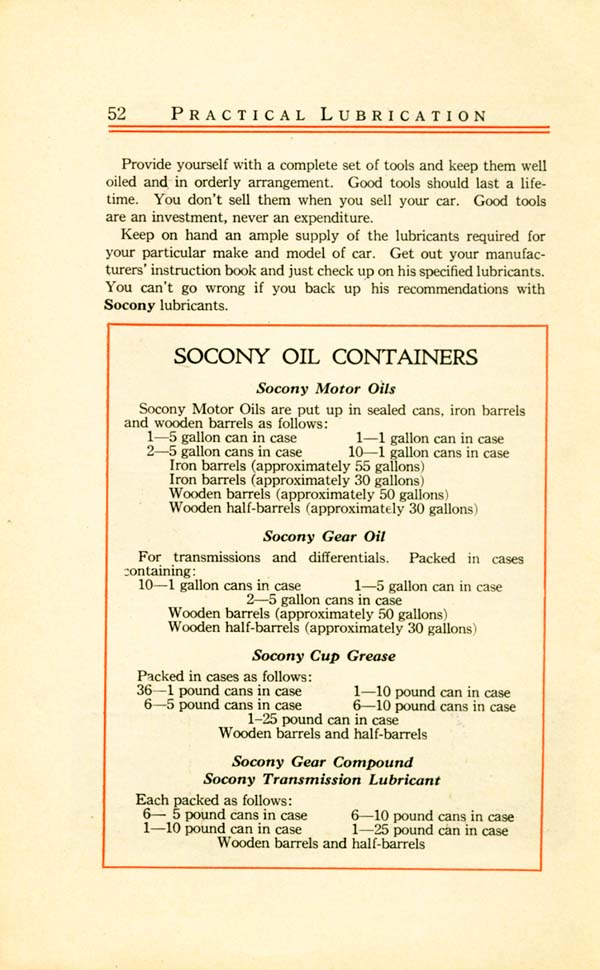 52 PRACTICAL LUBRICATION
Provide yourself with a complete set of tools and keep them well
oiled and in orderly arrangement. Good tools should last a life-
time. You don't sell them when you sell your car. Good tools
are an investment, never an expenditure.
Keep on hand an ample supply of the lubricants required for
your particular make and model of car. Get out your manufac-
turers' instruction book and just check up on his specified lubricants.
You can't go wrong if you back up his recommendations with
Socony lubricants.
SOCONY OIL CONTAINERS
Socony Motor Oils
Socony Motor Oils are put up in sealed cans, iron barrels
and wooden barrels as follows:
1—5 gallon can in case 1—1 gallon can in case
2—5 gallon cans in case 10—1 gallon cans in case
Iron barrels (approximately 55 gallons)
Iron barrels (approximately 30 gallons)
Wooden barrels (approximately 50 gallons)
Wooden half-barrels (approximately 30 gallons)
Socony Gear Oil
For transmissions and differentials. Packed in cases
containing:
10—1 gallon cans in case 1—5 gallon can in case
2—5 gallon cans in case
Wooden barrels (approximately 50 gallons)
Wooden half-barrels (approximately 30 gallons)
Socony Cup Grease
Packed in cases as follows:
36—1 pound cans in case 1—10 pound can in case
6—5 pound cans in case 6—10 pound cans in case
1-25 pound can in case
Wooden barrels and half-barrels
Socony Gear Compound
Socony Transmission Lubricant
Each packed as follows:
6— 5 pound cans in case 6—10 pound cans in case
1—10 pound can in case 1—25 pound can in case
Wooden barrels and half-barrels